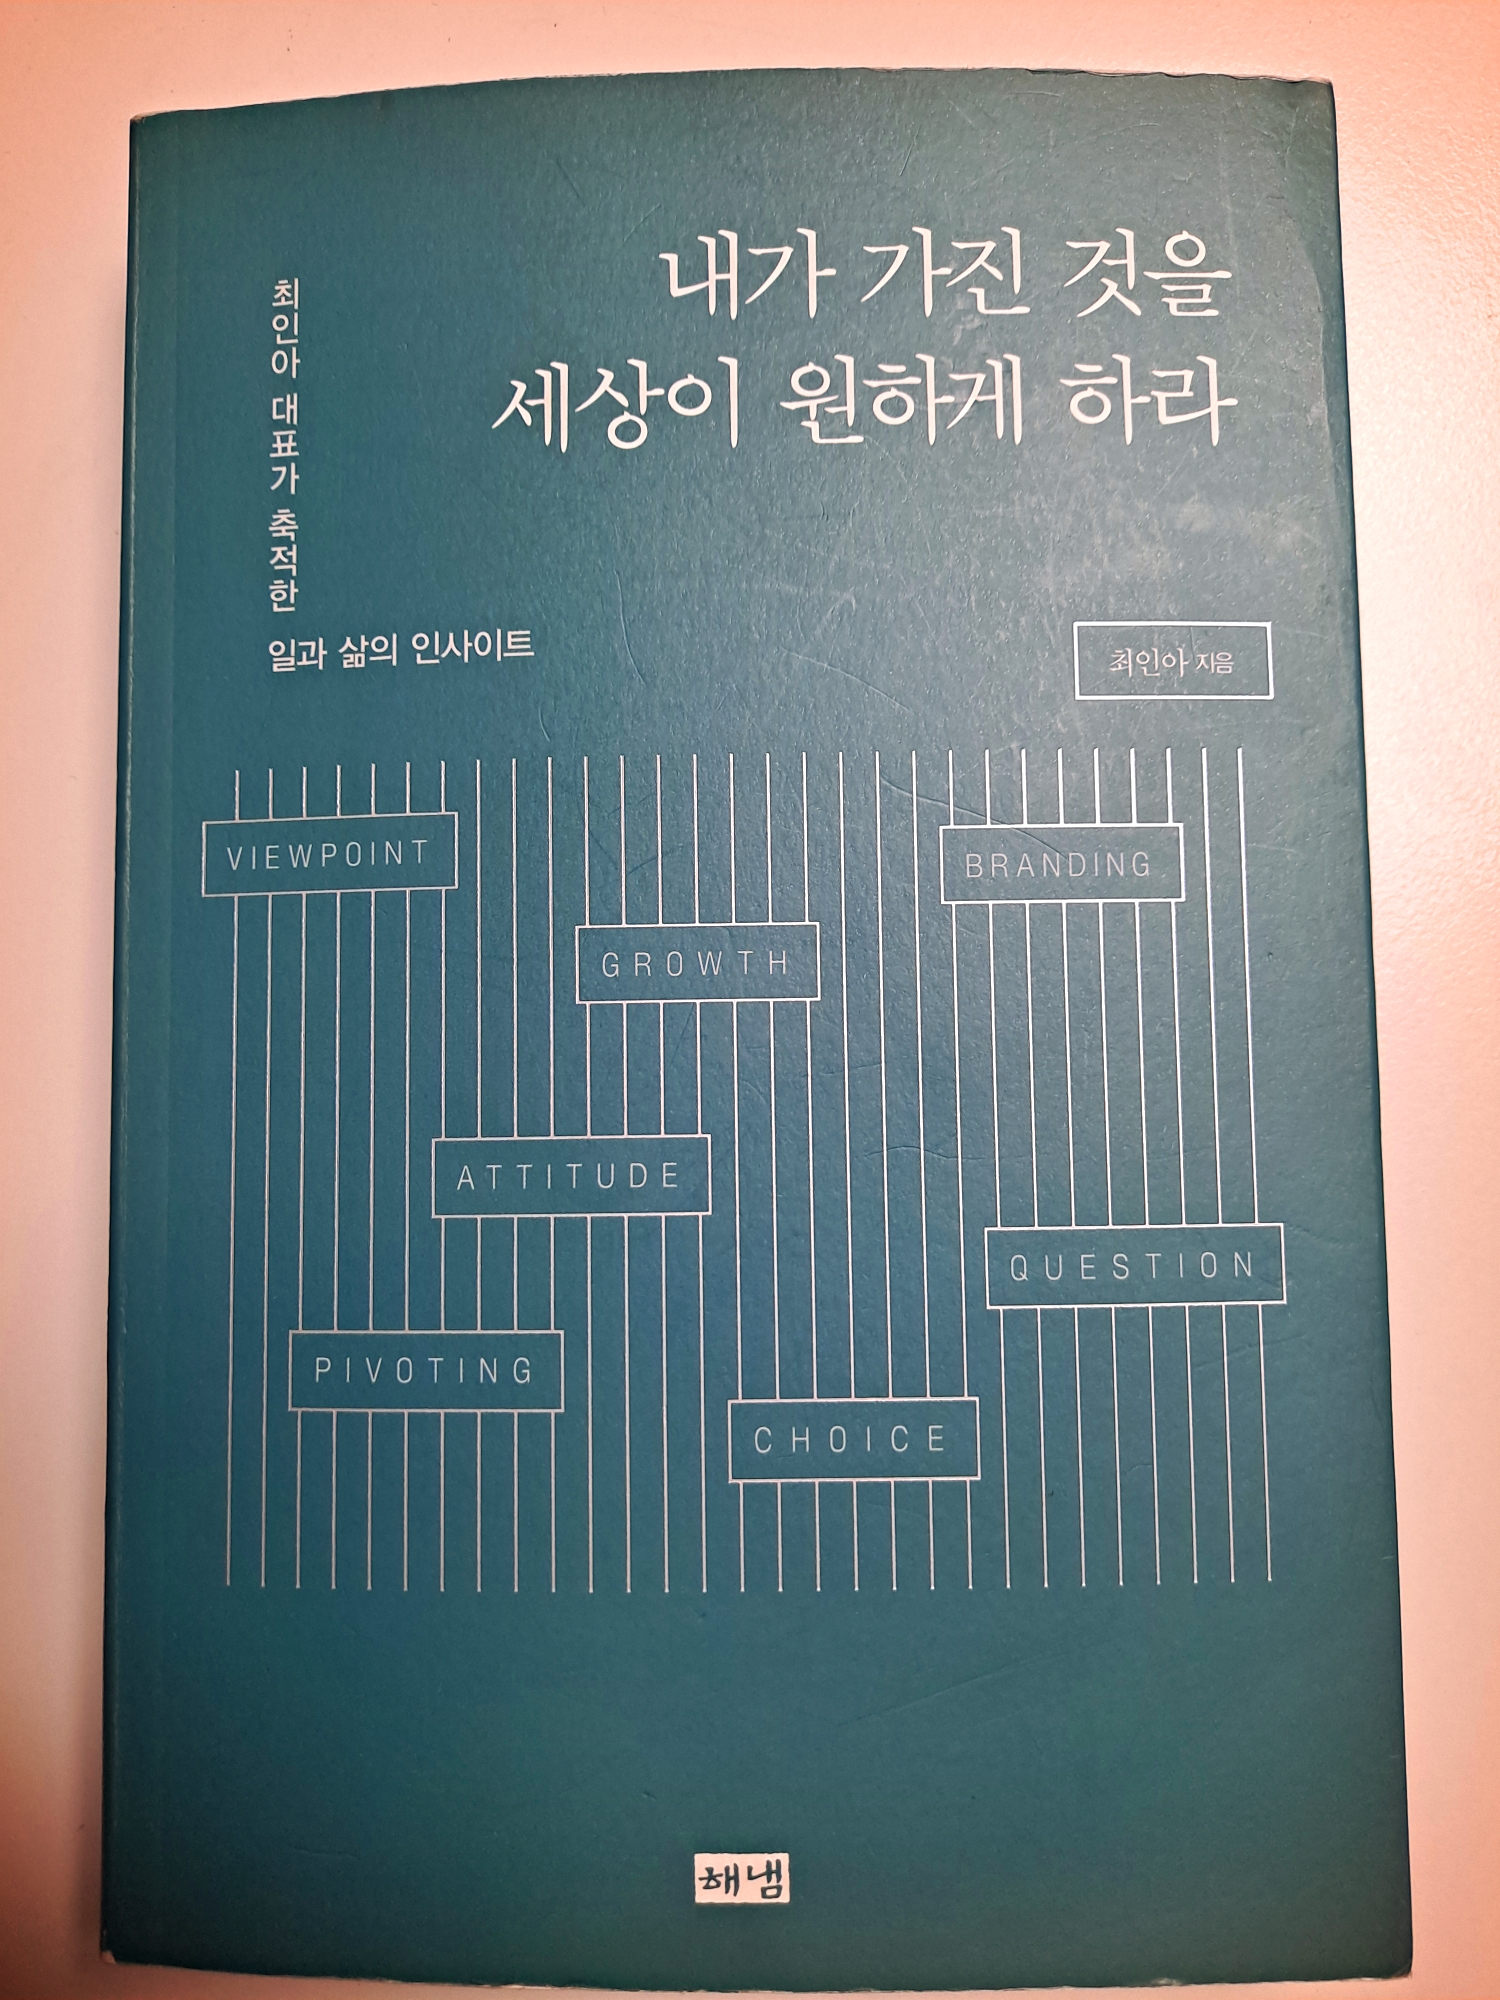 내가 가진 것을
세상이 원하게 하라
최인아 대표가 축적한
일과 삶의 인사이트
최인아 지음
VIEWPOINT
BRANDING
GROWTH
ATTITUDE
QUESTION
PIVOTING
CHOICE
해냄